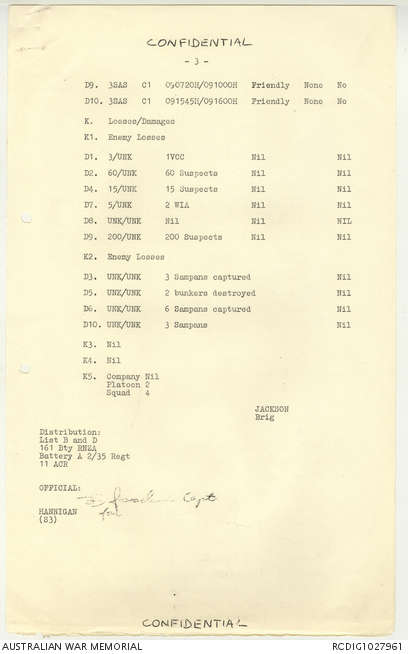 CONFIDENTIAL
- 3 -
D9. 3SAS C1 090720H/091000H Friendly None No
D10. 3SAS C1 091545H/091600H Friendly None No
K. Losses/Damages
K1. Enemy Losses
D1. 3/UNK 1VCC Nil Nil
D2. 60/UNK 60 Suspects Nil Nil
D4. 15/UNK 15 Suspects Nil Nil
D7. 5/UNK 2 WIA Nil Nil
D8. UNK/UNK Nil Nil NIL
D9. 200/UNK 200 Suspects Nil Nil
K2. Enemy Losses
D3. UNK/UNK 3 Sampans captured Nil
D5. UNK/UNK 2 bunkers destroyed Nil
D6. UNK/UNK 6 Sampans captured Nil
D10. UNK/UNK 3 Sampans Nil
K3. Nil
K4. Nil
K5. Company Nil
Platoon 2
Squad 4
JACKSON
Brig
Distribution:
List B and D
161 Bty RNZA
Battery A 2/35 Regt
11 ACR
OFFICIAL:
Capt
HANNIGAN for
(S3)
CONFIDENTIAL
AUSTRALIAN WAR MEMORIAL RCDIG1027961